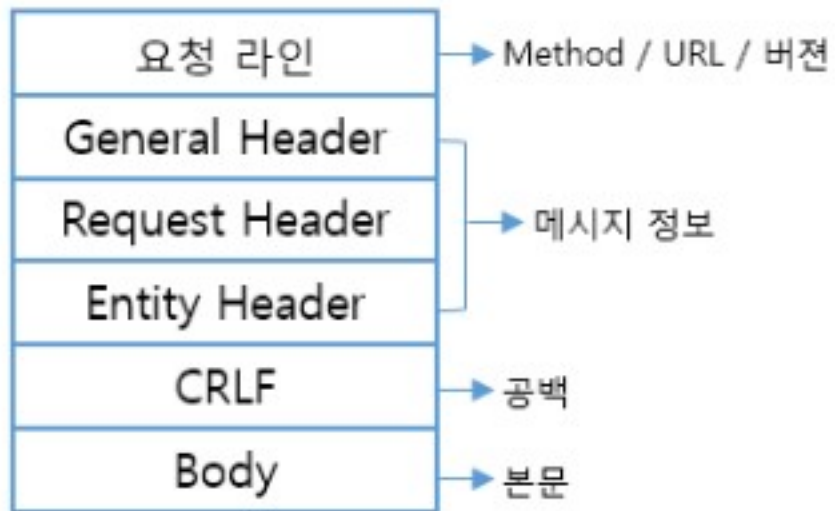 요청 라인 Method / URL / 버젼
General Header
Request Header 메시지 정보
Entity Header
CRLF 공백
Body 본문